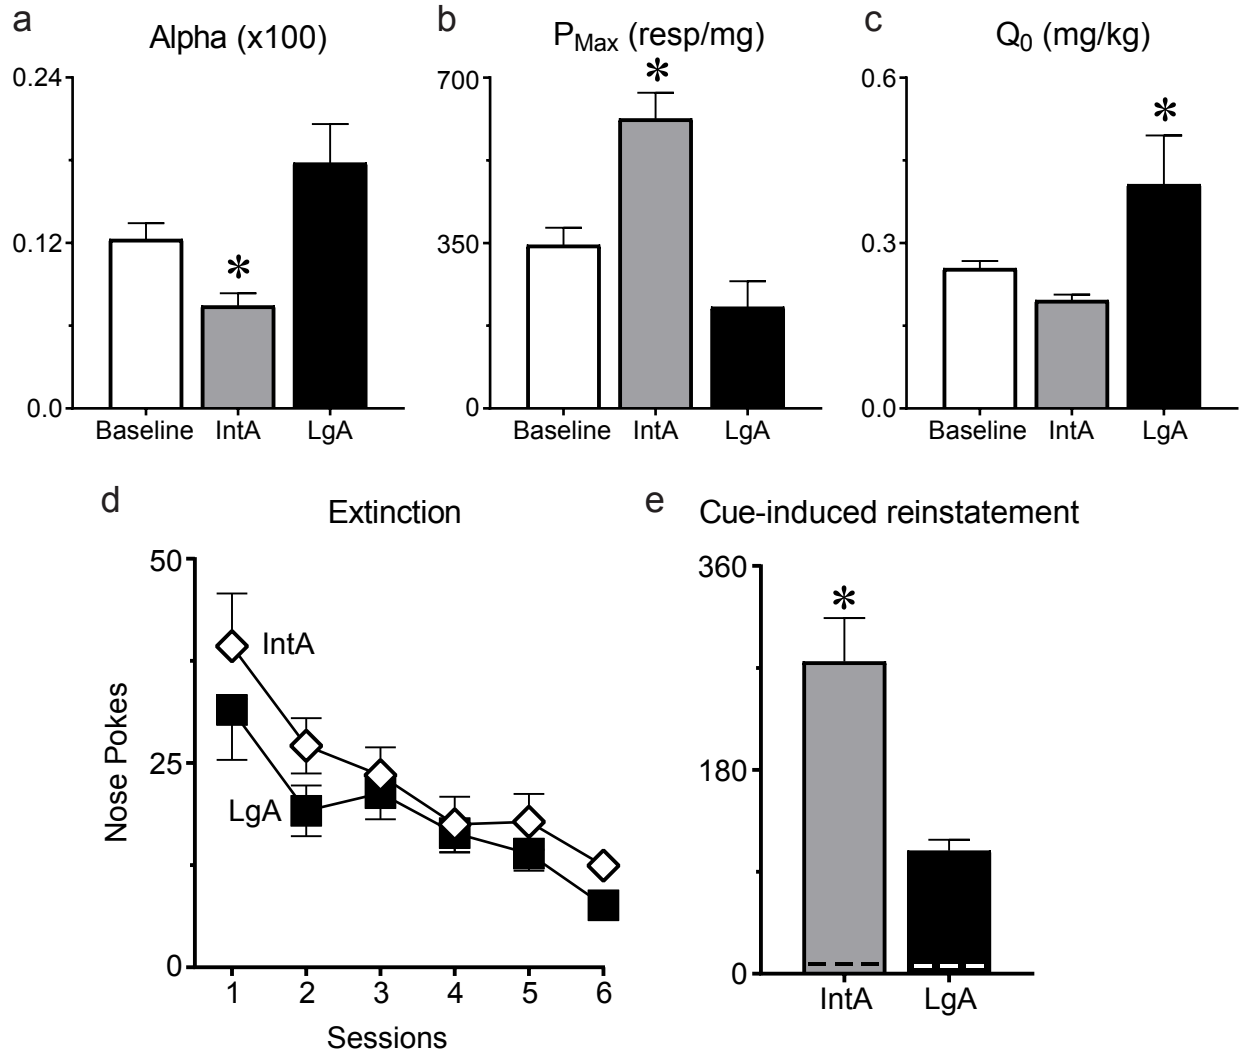 a
Alpha (x100)
0.24
0.12
0.0
*
Baseline IntA LgA
b
P_Max (resp/mg)
700
350
0
*
Baseline IntA LgA
c
Q_0 (mg/kg)
0.6
0.3
0.0
*
Baseline IntA LgA
d
Extinction
50
25
0
Nose Pokes
IntA
LgA
1 2 3 4 5 6
Sessions
e
Cue-induced reinstatement
360
180
0
*
IntA LgA